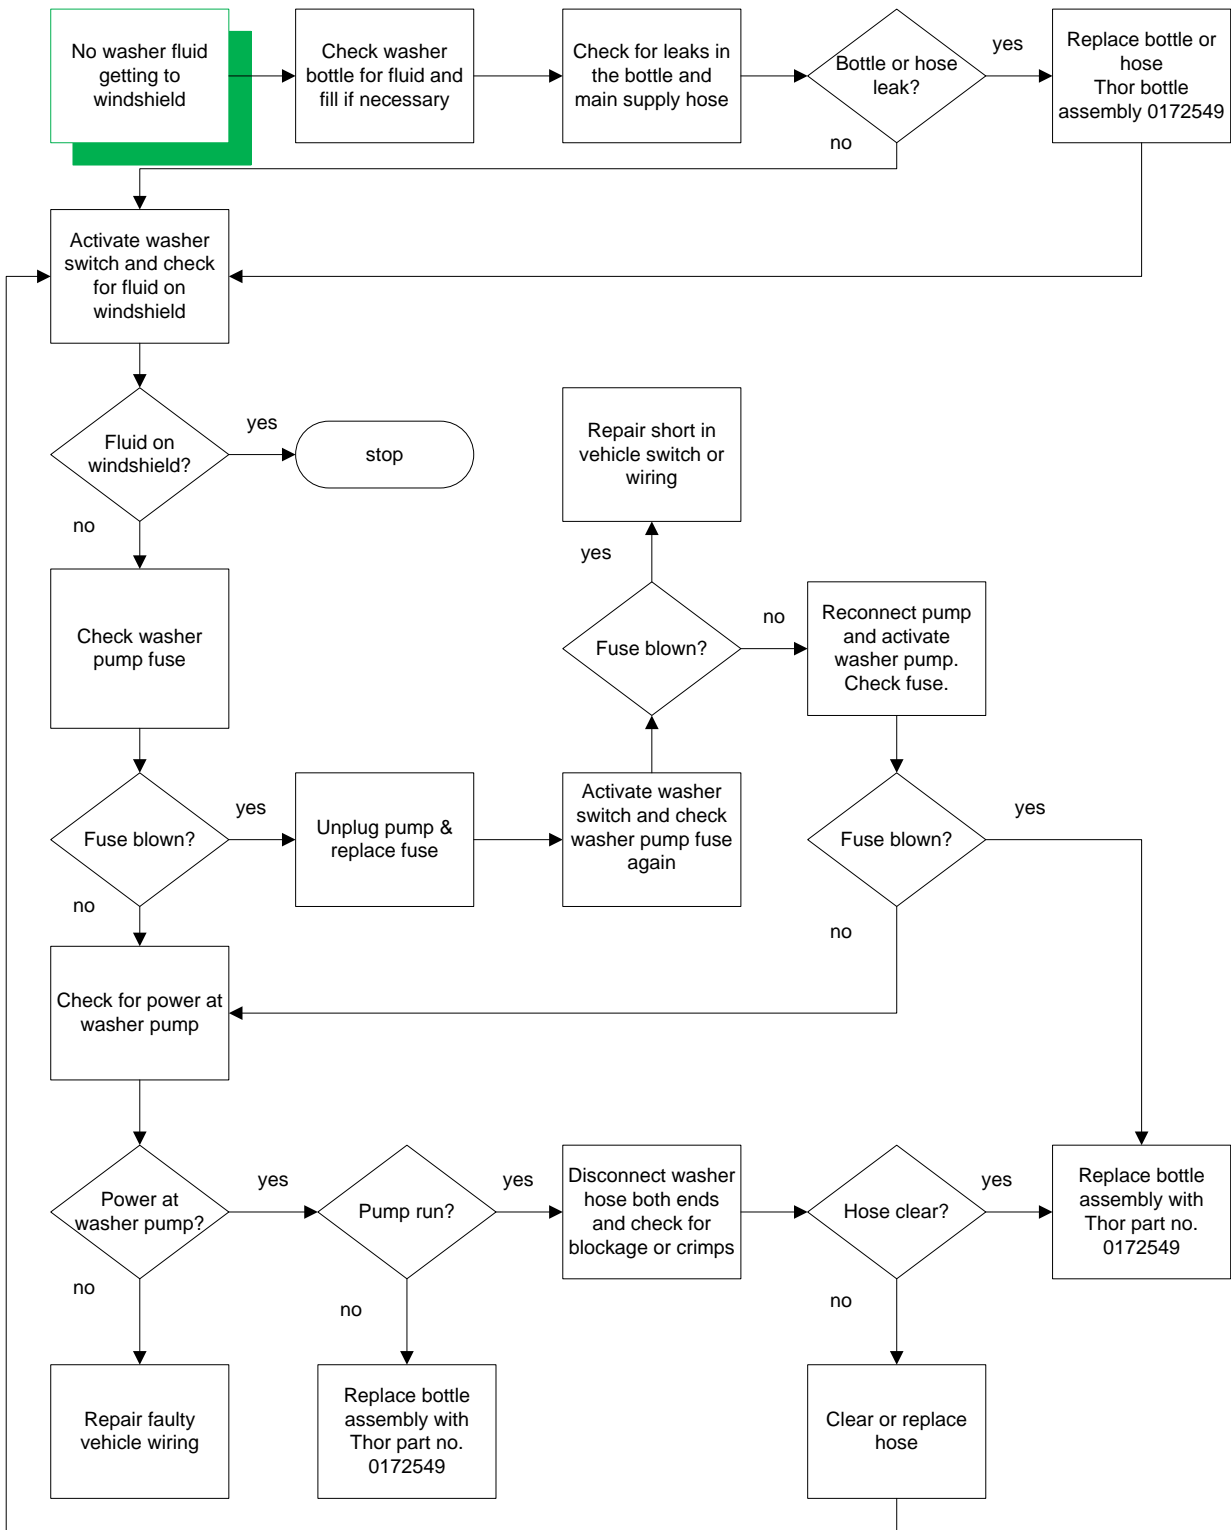 No washer fluid
getting to
windshield
Check washer
bottle for fluid and
fill if necessary
Check for leaks in
the bottle and
main supply hose
Bottle or hose
leak?
yes
Replace bottle or
hose
Thor bottle
assembly 0172549
no
Activate washer
switch and check
for fluid on
windshield
Fluid on
windshield?
yes
stop
no
Repair short in
vehicle switch or
wiring
yes
Check washer
pump fuse
Fuse blown?
no
Reconnect pump
and activate
washer pump.
Check fuse.
Fuse blown?
yes
Unplug pump &
replace fuse
Activate washer
switch and check
washer pump fuse
again
Fuse blown?
yes
no
no
Check for power at
washer pump
Power at
washer pump?
yes
Pump run?
yes
Disconnect washer
hose both ends
and check for
blockage or crimps
Hose clear?
yes
Replace bottle
assembly with
Thor part no.
0172549
no
no
no
Repair faulty
vehicle wiring
Replace bottle
assembly with
Thor part no.
0172549
Clear or replace
hose